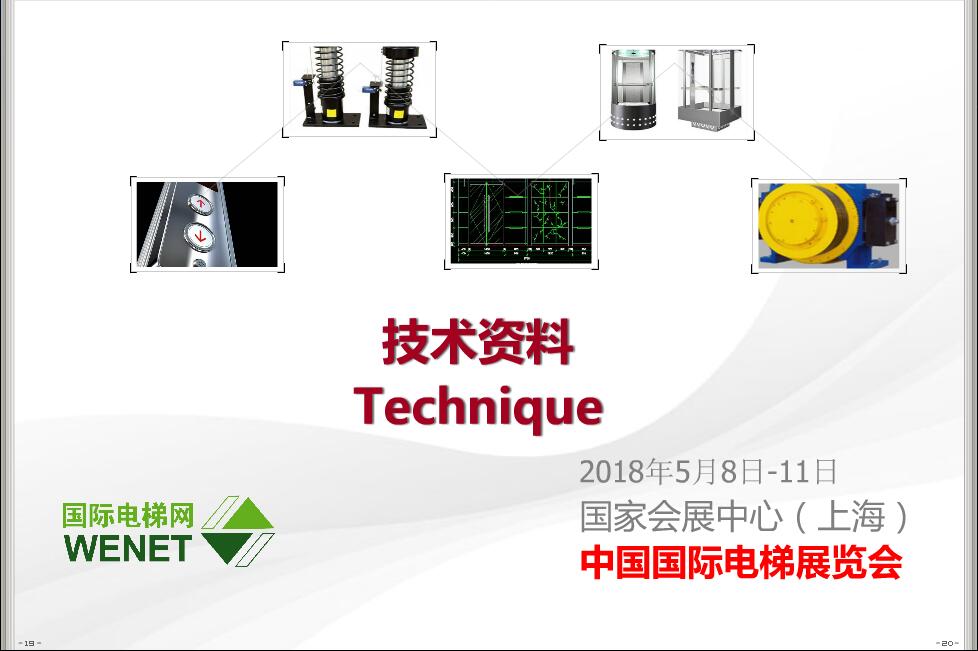 技术资料
Technique
2018年5月8日-11日
国家会展中心（上海）
中国国际电梯展览会
国际电梯网
WENET
-19-
-20-